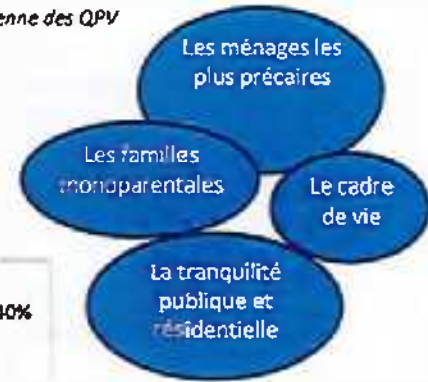 enne des QPV
Les ménages les
plus précaires
Les familles
monoparentales
Le cadre
de vie
La tranquilité
publique et
résidentielle
40%